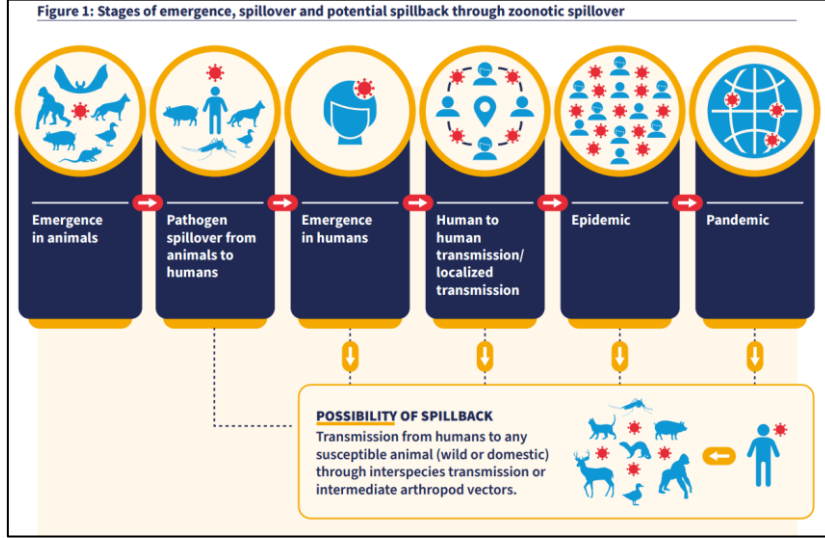 Figure 1: Stages of emergence, spillover and potential spillback through zoonotic spillover
Emergence
in animals
Pathogen
spillover from
animals to
humans
Emergence
in humans
Human to
human
transmission/
localized
transmission
Epidemic
Pandemic
POSSIBILITY OF SPILLBACK
Transmission from humans to any
susceptible animal (wild or domestic)
through interspecies transmission or
intermediate arthropod vectors.